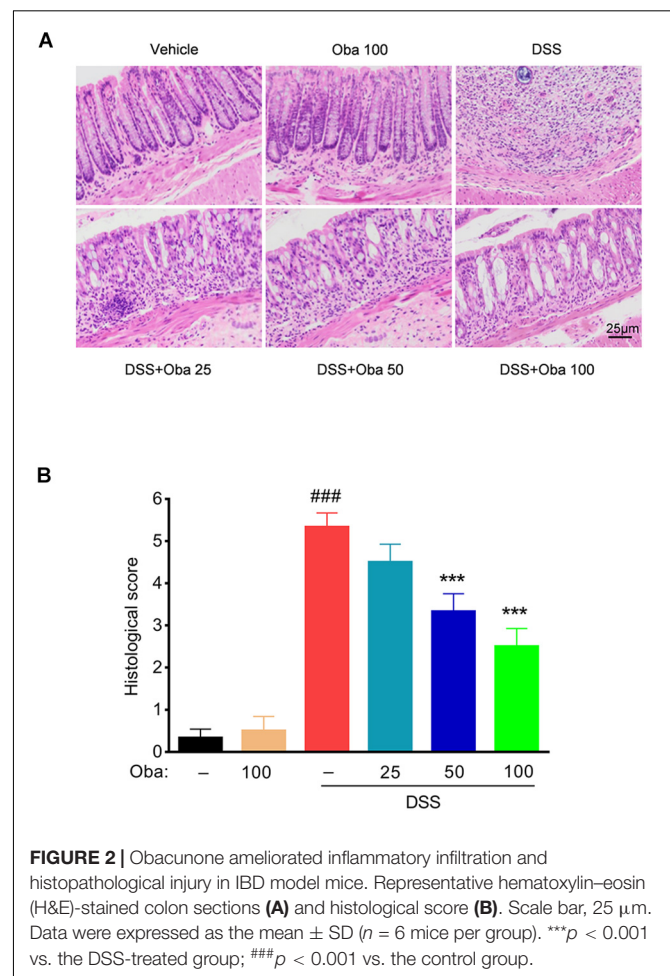 A
Vehicle Oba 100 DSS
25μm
DSS+Oba 25 DSS+Oba 50 DSS+Oba 100
B
Histological score
6
5
4
3
2
1
0
###
***
***
Oba: – 100 – 25 50 100
DSS
FIGURE 2 | Obacunone ameliorated inflammatory infiltration and
histopathological injury in IBD model mice. Representative hematoxylin–eosin
(H&E)-stained colon sections (A) and histological score (B). Scale bar, 25 μm.
Data were expressed as the mean ± SD (n = 6 mice per group). ***p < 0.001
vs. the DSS-treated group; ###p < 0.001 vs. the control group.